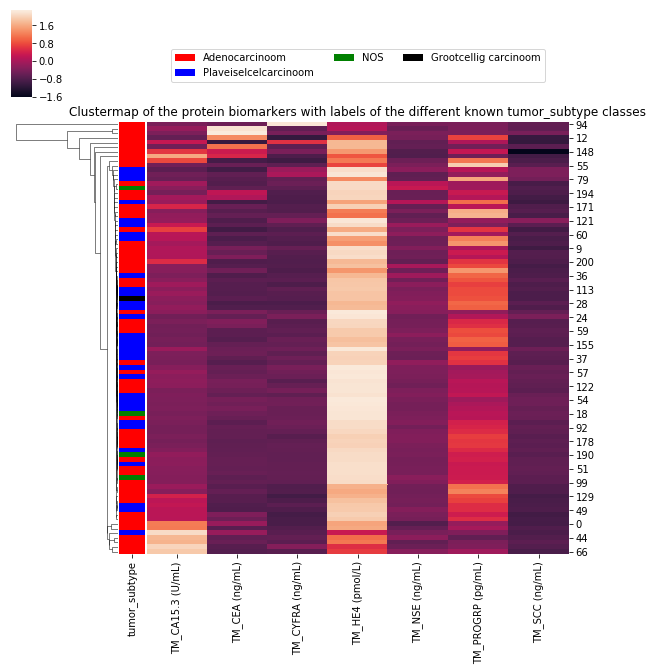 1.6
0.8
0.0
−0.8
−1.6
Adenocarcinoom
Plaveiselcelcarcinoom
NOS
Grootcellig carcinoom
Clustermap of the protein biomarkers with labels of the different known tumor_subtype classes
94
12
148
55
79
194
171
121
60
9
200
36
113
28
24
59
155
37
57
122
54
18
92
178
190
51
99
129
49
0
44
66
tumor_subtype
TM_CA15.3 (U/mL)
TM_CEA (ng/mL)
TM_CYFRA (ng/mL)
TM_HE4 (pmol/L)
TM_NSE (ng/mL)
TM_PROGRP (pg/mL)
TM_SCC (ng/mL)